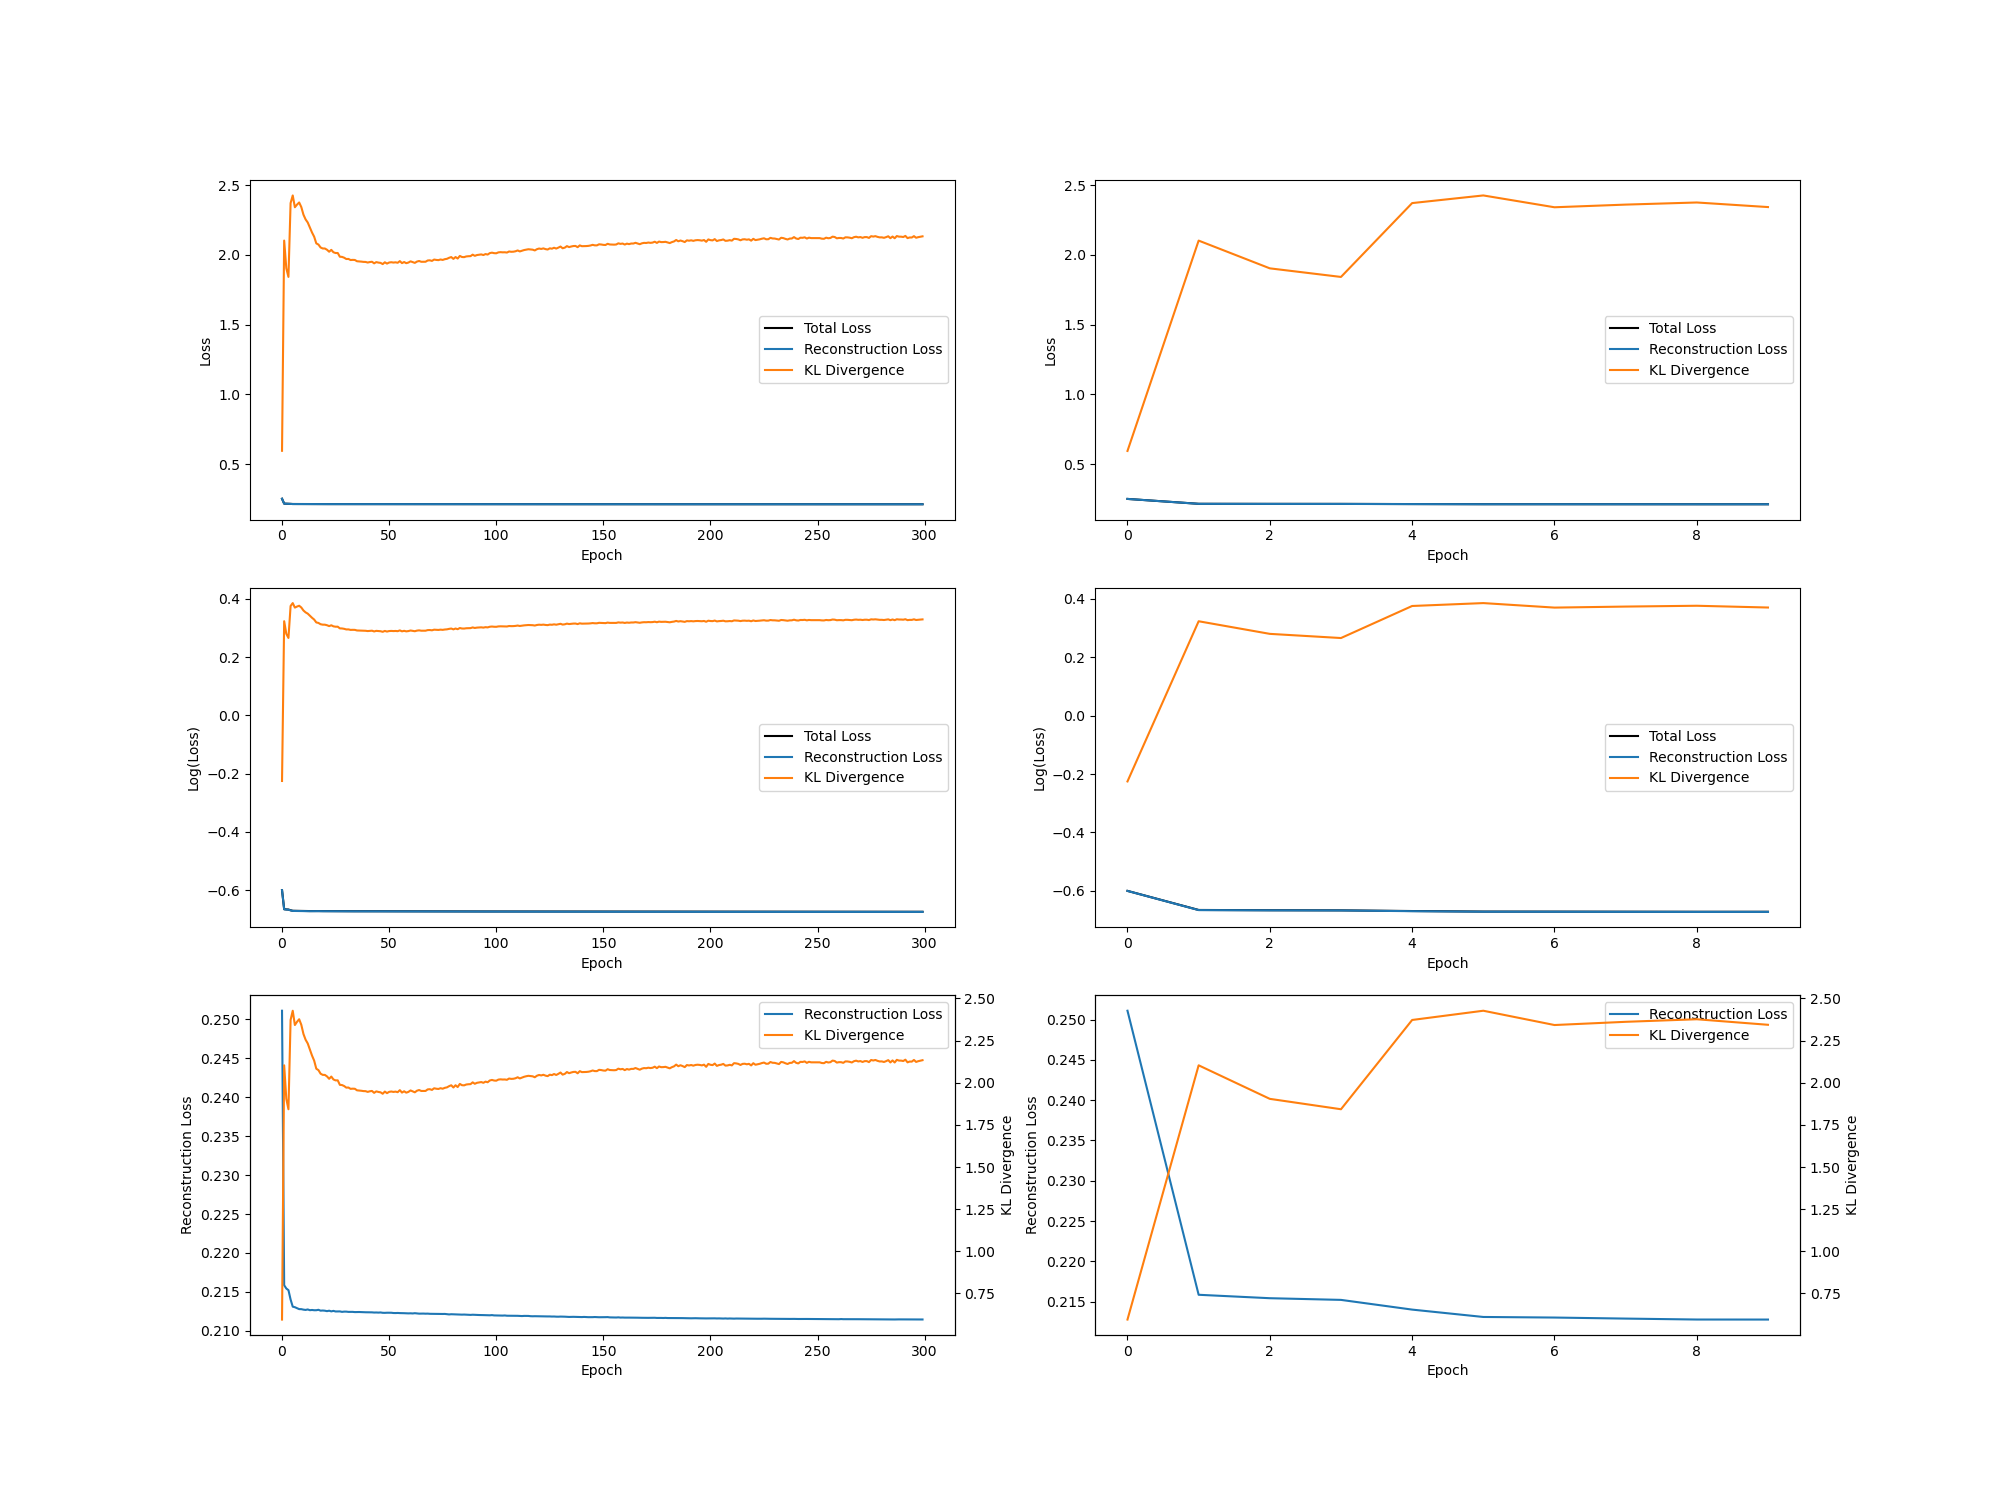 2.5
2.0
1.5
1.0
0.5
Loss
Total Loss
Reconstruction Loss
KL Divergence
0 50 100 150 200 250 300
Epoch
2.5
2.0
1.5
1.0
0.5
Loss
Total Loss
Reconstruction Loss
KL Divergence
0 2 4 6 8
Epoch
0.4
0.2
0.0
−0.2
−0.4
−0.6
Log(Loss)
Total Loss
Reconstruction Loss
KL Divergence
0 50 100 150 200 250 300
Epoch
0.4
0.2
0.0
−0.2
−0.4
−0.6
Log(Loss)
Total Loss
Reconstruction Loss
KL Divergence
0 2 4 6 8
Epoch
0.250
0.245
0.240
0.235
0.230
0.225
0.220
0.215
0.210
Reconstruction Loss
Reconstruction Loss
KL Divergence
2.50
2.25
2.00
1.75
1.50
1.25
1.00
0.75
KL Divergence
0 50 100 150 200 250 300
Epoch
0.250
0.245
0.240
0.235
0.230
0.225
0.220
0.215
Reconstruction Loss
Reconstruction Loss
KL Divergence
2.50
2.25
2.00
1.75
1.50
1.25
1.00
0.75
KL Divergence
0 2 4 6 8
Epoch